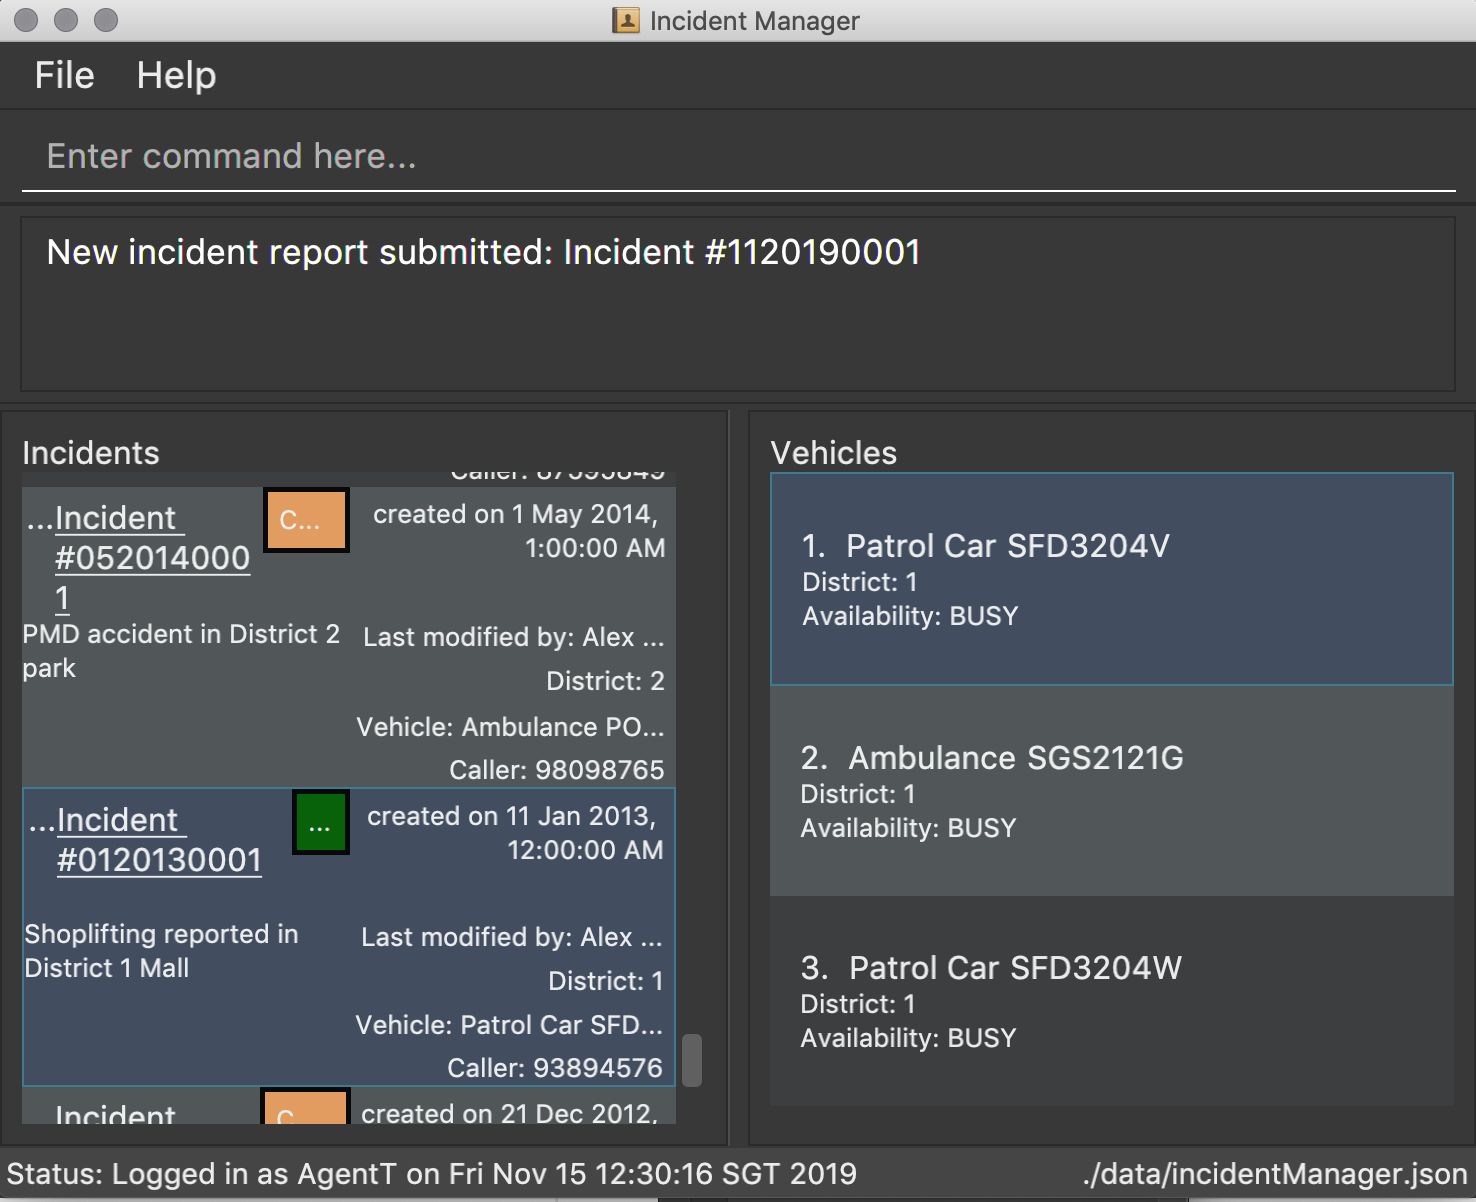 Incident Manager
File Help
Enter command here...
New incident report submitted: Incident #1120190001
Incidents
...Incident
#052014000
1
C...
created on 1 May 2014,
1:00:00 AM
PMD accident in District 2
park
Last modified by: Alex ...
District: 2
Vehicle: Ambulance PO...
Caller: 98098765
...Incident
#0120130001
...
created on 11 Jan 2013,
12:00:00 AM
Shoplifting reported in
District 1 Mall
Last modified by: Alex ...
District: 1
Vehicle: Patrol Car SFD...
Caller: 93894576
Incident
C
created on 21 Dec 2012,
Vehicles
1. Patrol Car SFD3204V
District: 1
Availability: BUSY
2. Ambulance SGS2121G
District: 1
Availability: BUSY
3. Patrol Car SFD3204W
District: 1
Availability: BUSY
Status: Logged in as AgentT on Fri Nov 15 12:30:16 SGT 2019
./data/incidentManager.json